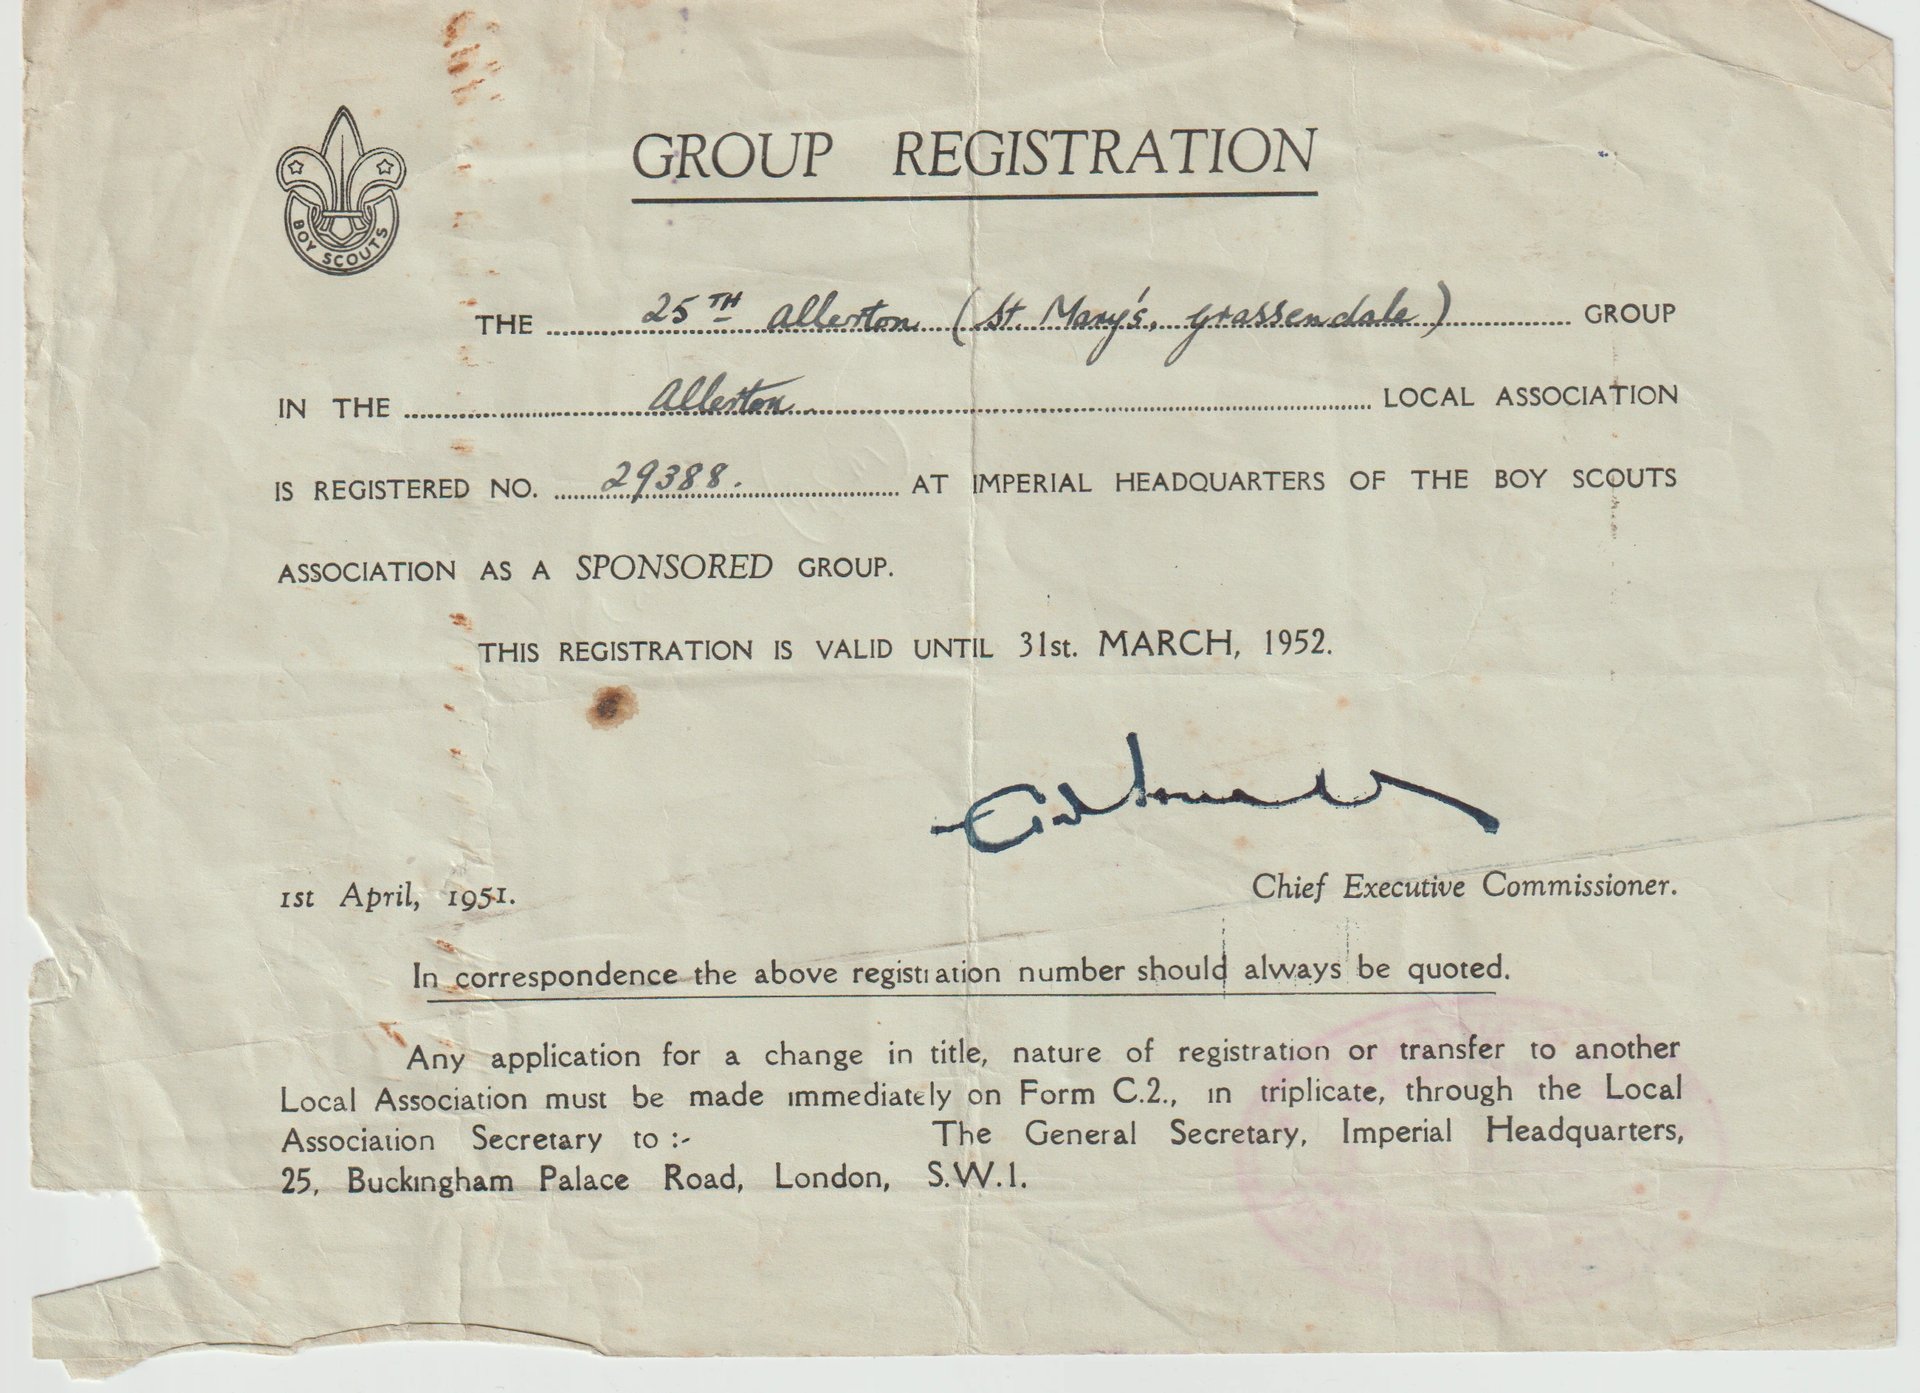 BOY SCOUTS
GROUP REGISTRATION
THE 25TH Allerton (St. Mary's, Grassendale) GROUP
IN THE Allerton. LOCAL ASSOCIATION
IS REGISTERED NO. 29388. AT IMPERIAL HEADQUARTERS OF THE BOY SCOUTS
ASSOCIATION AS A SPONSORED GROUP.
THIS REGISTRATION IS VALID UNTIL 31st. MARCH, 1952.
1st April, 1951.
Chief Executive Commissioner.
In correspondence the above registration number should always be quoted.
Any application for a change in title, nature of registration or transfer to another
Local Association must be made immediately on Form C.2., in triplicate, through the Local
Association Secretary to :- The General Secretary, Imperial Headquarters,
25, Buckingham Palace Road, London, S.W.1.